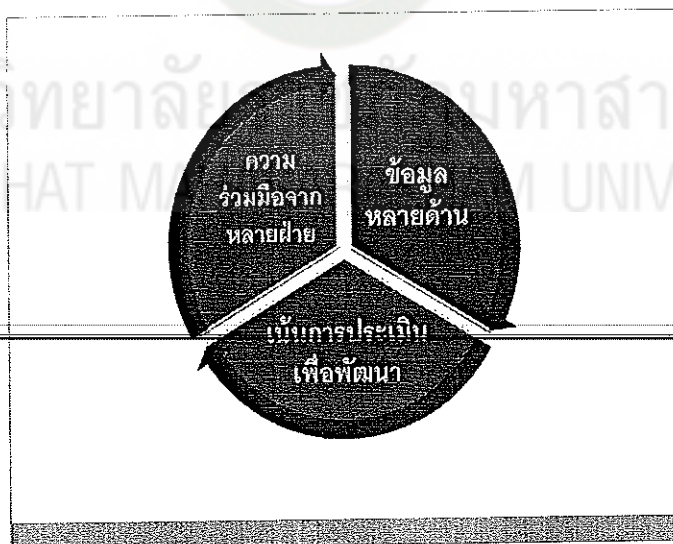 ความ
ร่วมมือจาก
หลายฝ่าย
ข้อมูล
หลายด้าน
เน้นการประเมิน
เพื่อพัฒนา